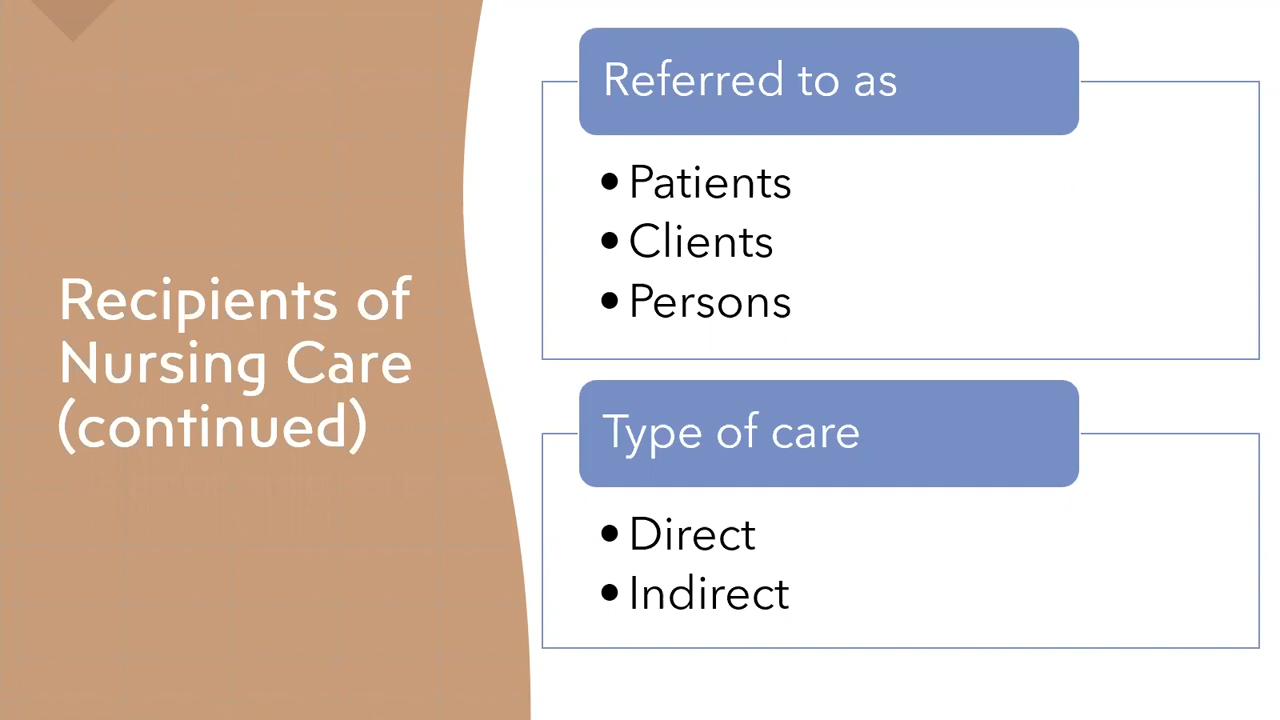 Recipients of
Nursing Care
(continued)
Referred to as
• Patients
• Clients
• Persons
Type of care
• Direct
• Indirect